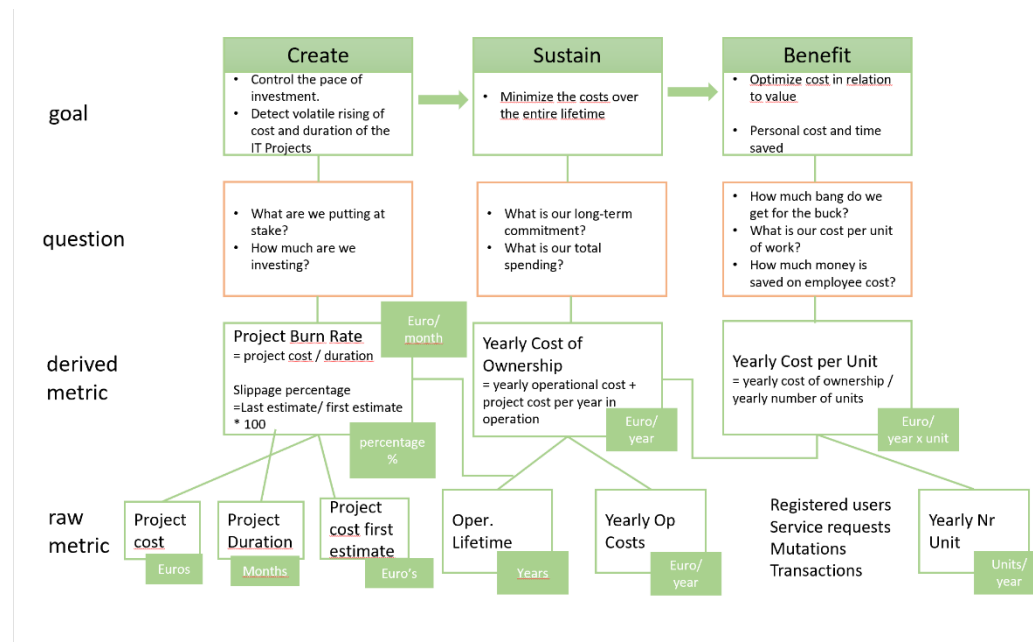 Create
Sustain
Benefit
goal
• Control the pace of
investment.
• Detect volatile rising of
cost and duration of the
IT Projects
• Minimize the costs over
the entire lifetime
• Optimize cost in relation
to value
• Personal cost and time
saved
question
• What are we putting at
stake?
• How much are we
investing?
• What is our long-term
commitment?
• What is our total
spending?
• How much bang do we
get for the buck?
• What is our cost per unit
of work?
• How much money is
saved on employee cost?
derived
metric
Project Burn Rate
= project cost / duration
Slippage percentage
=Last estimate/ first estimate
* 100
Euro/
month
percentage
%
Yearly Cost of
Ownership
= yearly operational cost +
project cost per year in
operation
Euro/
year
Yearly Cost per Unit
= yearly cost of ownership /
yearly number of units
Euro/
year x unit
raw
metric
Project
cost
Euros
Project
Duration
Months
Project
cost first
estimate
Euro's
Oper.
Lifetime
Years
Yearly Op
Costs
Euro/
year
Registered users
Service requests
Mutations
Transactions
Yearly Nr
Unit
Units/
year